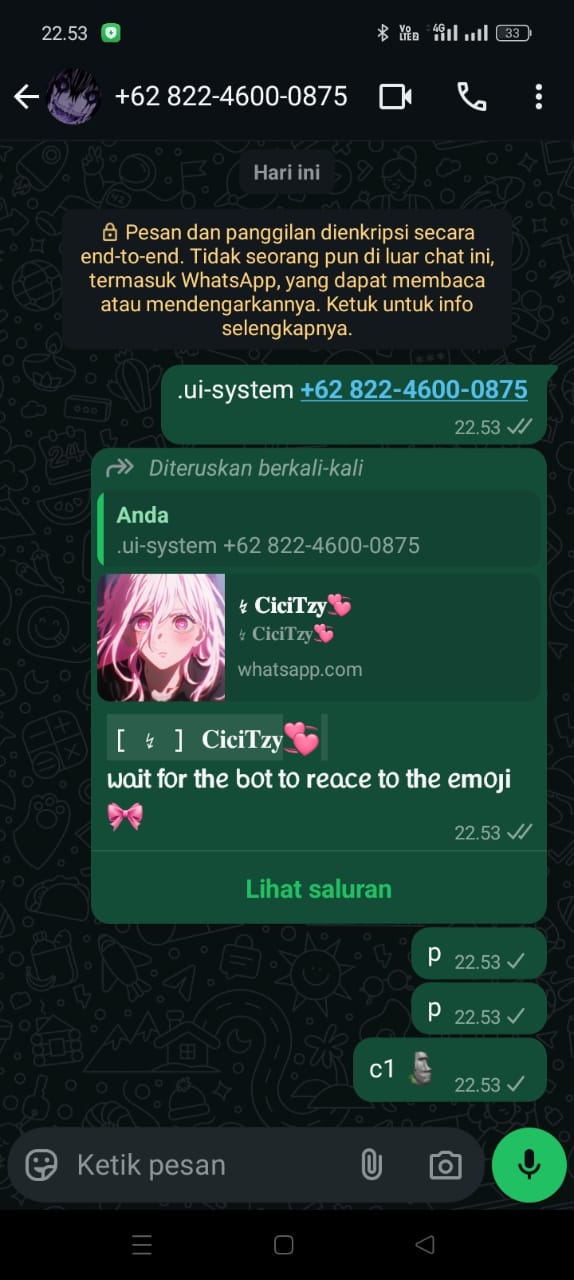 22.53
Vo
LTEB
4G
33
+62 822-4600-0875
Hari ini
Pesan dan panggilan dienkripsi secara
end-to-end. Tidak seorang pun di luar chat ini,
termasuk WhatsApp, yang dapat membaca
atau mendengarkannya. Ketuk untuk info
selengkapnya.
.ui-system +62 822-4600-0875
22.53
Diteruskan berkali-kali
Anda
.ui-system +62 822-4600-0875
↯ CiciTzy💞
↯ CiciTzy💞
whatsapp.com
[ ↯ ] CiciTzy💞
wait for the bot to reace to the emoji
🎀
22.53
Lihat saluran
p 22.53
p 22.53
c1 🗿 22.53
Ketik pesan